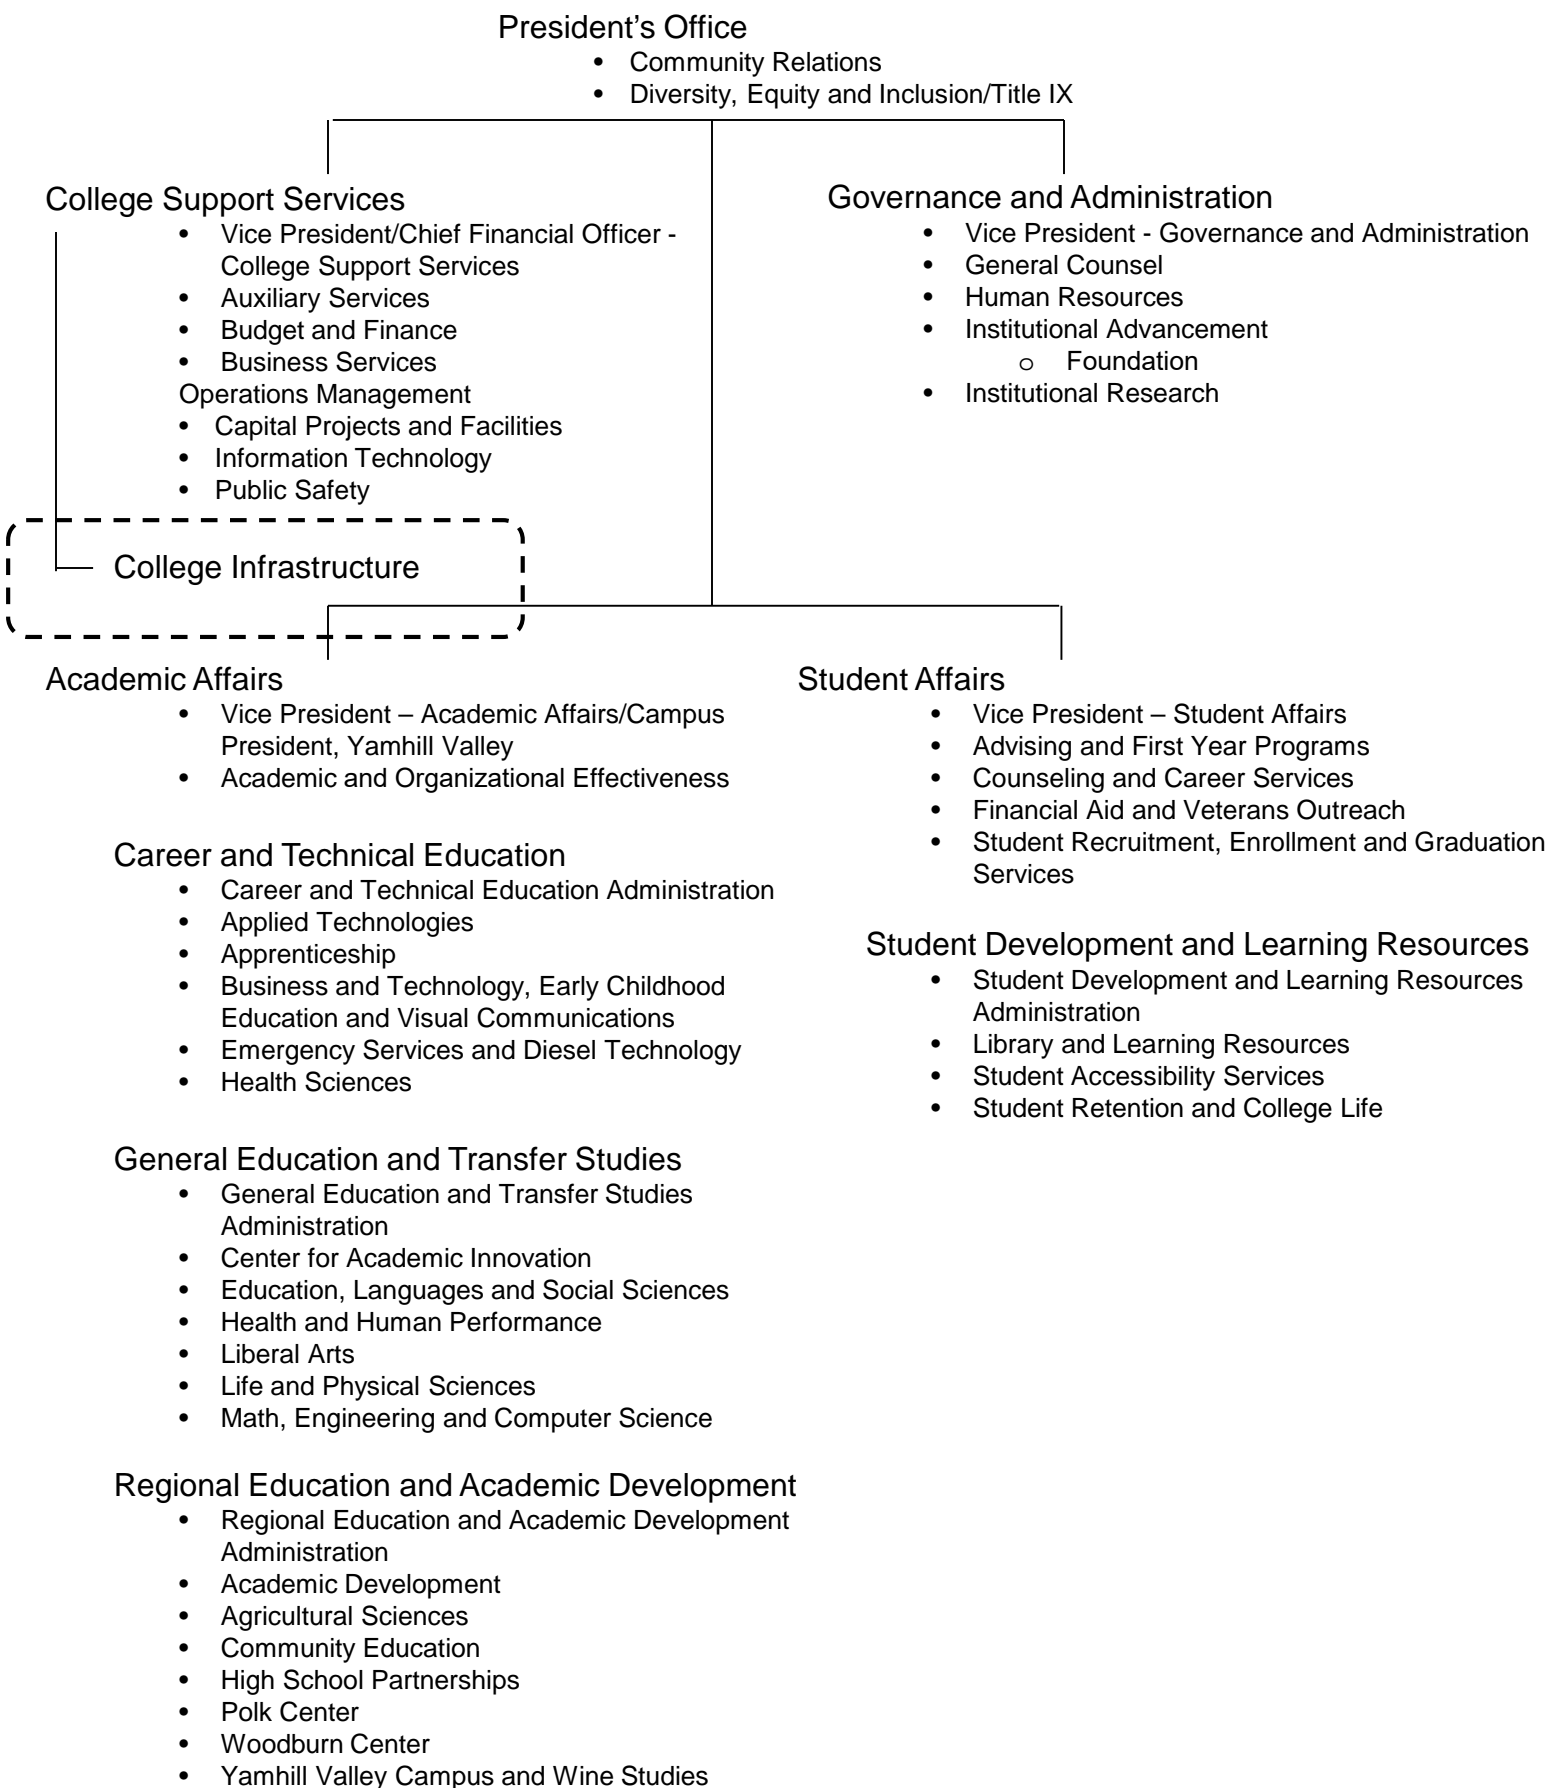 President’s Office
• Community Relations
• Diversity, Equity and Inclusion/Title IX
College Support Services
• Vice President/Chief Financial Officer -
College Support Services
• Auxiliary Services
• Budget and Finance
• Business Services
Operations Management
• Capital Projects and Facilities
• Information Technology
• Public Safety
College Infrastructure
Governance and Administration
• Vice President - Governance and Administration
• General Counsel
• Human Resources
• Institutional Advancement
o Foundation
• Institutional Research
Academic Affairs
• Vice President – Academic Affairs/Campus
President, Yamhill Valley
• Academic and Organizational Effectiveness
Career and Technical Education
• Career and Technical Education Administration
• Applied Technologies
• Apprenticeship
• Business and Technology, Early Childhood
Education and Visual Communications
• Emergency Services and Diesel Technology
• Health Sciences
General Education and Transfer Studies
• General Education and Transfer Studies
Administration
• Center for Academic Innovation
• Education, Languages and Social Sciences
• Health and Human Performance
• Liberal Arts
• Life and Physical Sciences
• Math, Engineering and Computer Science
Regional Education and Academic Development
• Regional Education and Academic Development
Administration
• Academic Development
• Agricultural Sciences
• Community Education
• High School Partnerships
• Polk Center
• Woodburn Center
• Yamhill Valley Campus and Wine Studies
Student Affairs
• Vice President – Student Affairs
• Advising and First Year Programs
• Counseling and Career Services
• Financial Aid and Veterans Outreach
• Student Recruitment, Enrollment and Graduation
Services
Student Development and Learning Resources
• Student Development and Learning Resources
Administration
• Library and Learning Resources
• Student Accessibility Services
• Student Retention and College Life